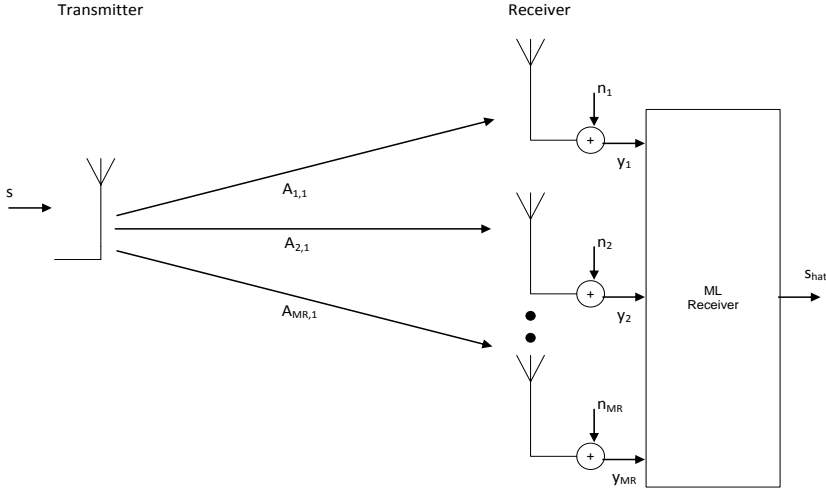 Transmitter
Receiver
n1
+
y1
A1,1
s
A2,1
n2
+
y2
AMR,1
ML
Receiver
shat
nMR
+
yMR